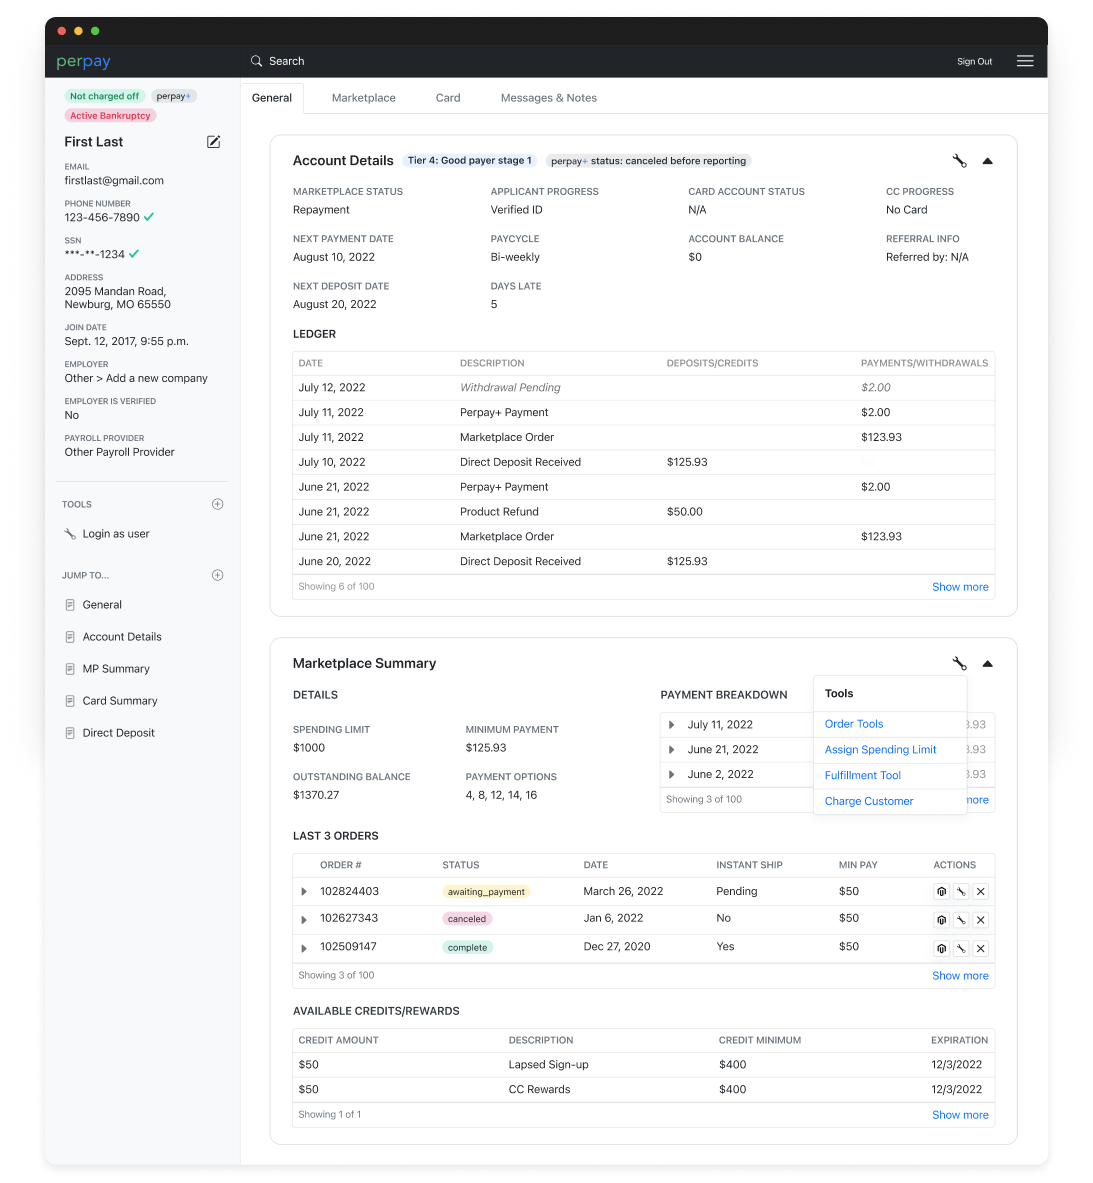 perpay
Search
Sign Out
Not charged off
perpay+
Active Bankruptcy
First Last
EMAIL
firstlast@gmail.com
PHONE NUMBER
123-456-7890
SSN
***-**-1234
ADDRESS
2095 Mandan Road,
Newburg, MO 65550
JOIN DATE
Sept. 12, 2017, 9:55 p.m.
EMPLOYER
Other > Add a new company
EMPLOYER IS VERIFIED
No
PAYROLL PROVIDER
Other Payroll Provider
TOOLS
Login as user
JUMP TO...
General
Account Details
MP Summary
Card Summary
Direct Deposit
General Marketplace Card Messages & Notes
Account Details Tier 4: Good payer stage 1 perpay+ status: canceled before reporting
MARKETPLACE STATUS APPLICANT PROGRESS CARD ACCOUNT STATUS CC PROGRESS
Repayment Verified ID N/A No Card
NEXT PAYMENT DATE PAYCYCLE ACCOUNT BALANCE REFERRAL INFO
August 10, 2022 Bi-weekly $0 Referred by: N/A
NEXT DEPOSIT DATE DAYS LATE
August 20, 2022 5
LEDGER
DATE DESCRIPTION DEPOSITS/CREDITS PAYMENTS/WITHDRAWALS
July 12, 2022 Withdrawal Pending $2.00
July 11, 2022 Perpay+ Payment $2.00
July 11, 2022 Marketplace Order $123.93
July 10, 2022 Direct Deposit Received $125.93
June 21, 2022 Perpay+ Payment $2.00
June 21, 2022 Product Refund $50.00
June 21, 2022 Marketplace Order $123.93
June 20, 2022 Direct Deposit Received $125.93
Showing 6 of 100 Show more
Marketplace Summary
DETAILS
SPENDING LIMIT MINIMUM PAYMENT
$1000 $125.93
OUTSTANDING BALANCE PAYMENT OPTIONS
$1370.27 4, 8, 12, 14, 16
PAYMENT BREAKDOWN
July 11, 2022 3.93
June 21, 2022 3.93
June 2, 2022 3.93
Showing 3 of 100 more
Tools
Order Tools
Assign Spending Limit
Fulfillment Tool
Charge Customer
LAST 3 ORDERS
ORDER # STATUS DATE INSTANT SHIP MIN PAY ACTIONS
102824403 awaiting_payment March 26, 2022 Pending $50
102627343 canceled Jan 6, 2022 No $50
102509147 complete Dec 27, 2020 Yes $50
Showing 3 of 100 Show more
AVAILABLE CREDITS/REWARDS
CREDIT AMOUNT DESCRIPTION CREDIT MINIMUM EXPIRATION
$50 Lapsed Sign-up $400 12/3/2022
$50 CC Rewards $400 12/3/2022
Showing 1 of 1 Show more